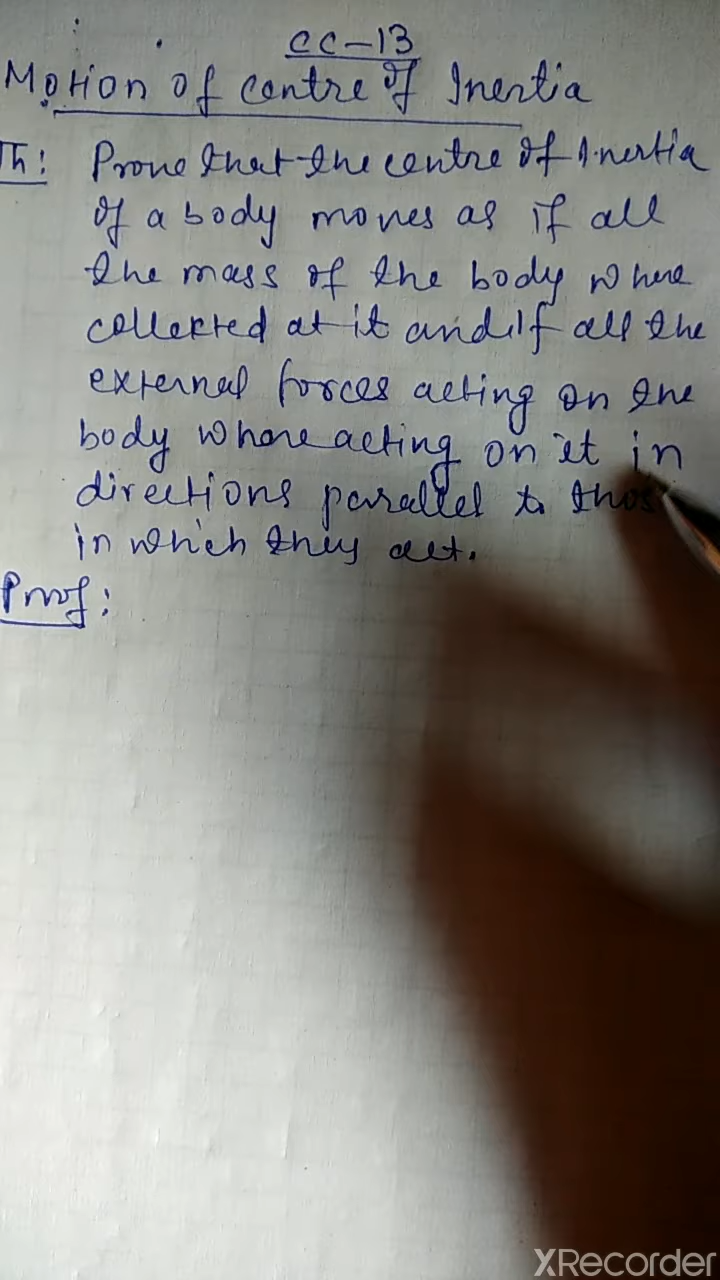 CC-13
Motion of centre of Inertia
Th: Prove that the centre of Inertia
of a body moves as if all
the mass of the body where
collected at it and if all the
external forces acting on the
body where acting on it in
directions parallel to thos
in which they act.
Proof:
XRecorder